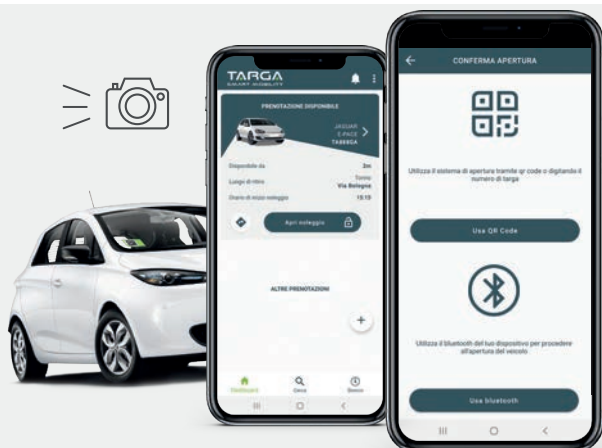 TARGA
SMART MOBILITY
PRENOTAZIONE DISPONIBILE
JAGUAR
E-PACE
Disponibile da 2m
Luogo di ritiro Torino
Via Bologna
Orario di inizio noleggio 15:15
Apri noleggio
ALTRE PRENOTAZIONI
Dashboard Cerca Storico
CONFERMA APERTURA
Utilizza il sistema di apertura tramite qr code o digitando il
numero di targa
Usa QR Code
Utilizza il bluetooth del tuo dispositivo per procedere
all'apertura del veicolo
Usa bluetooth